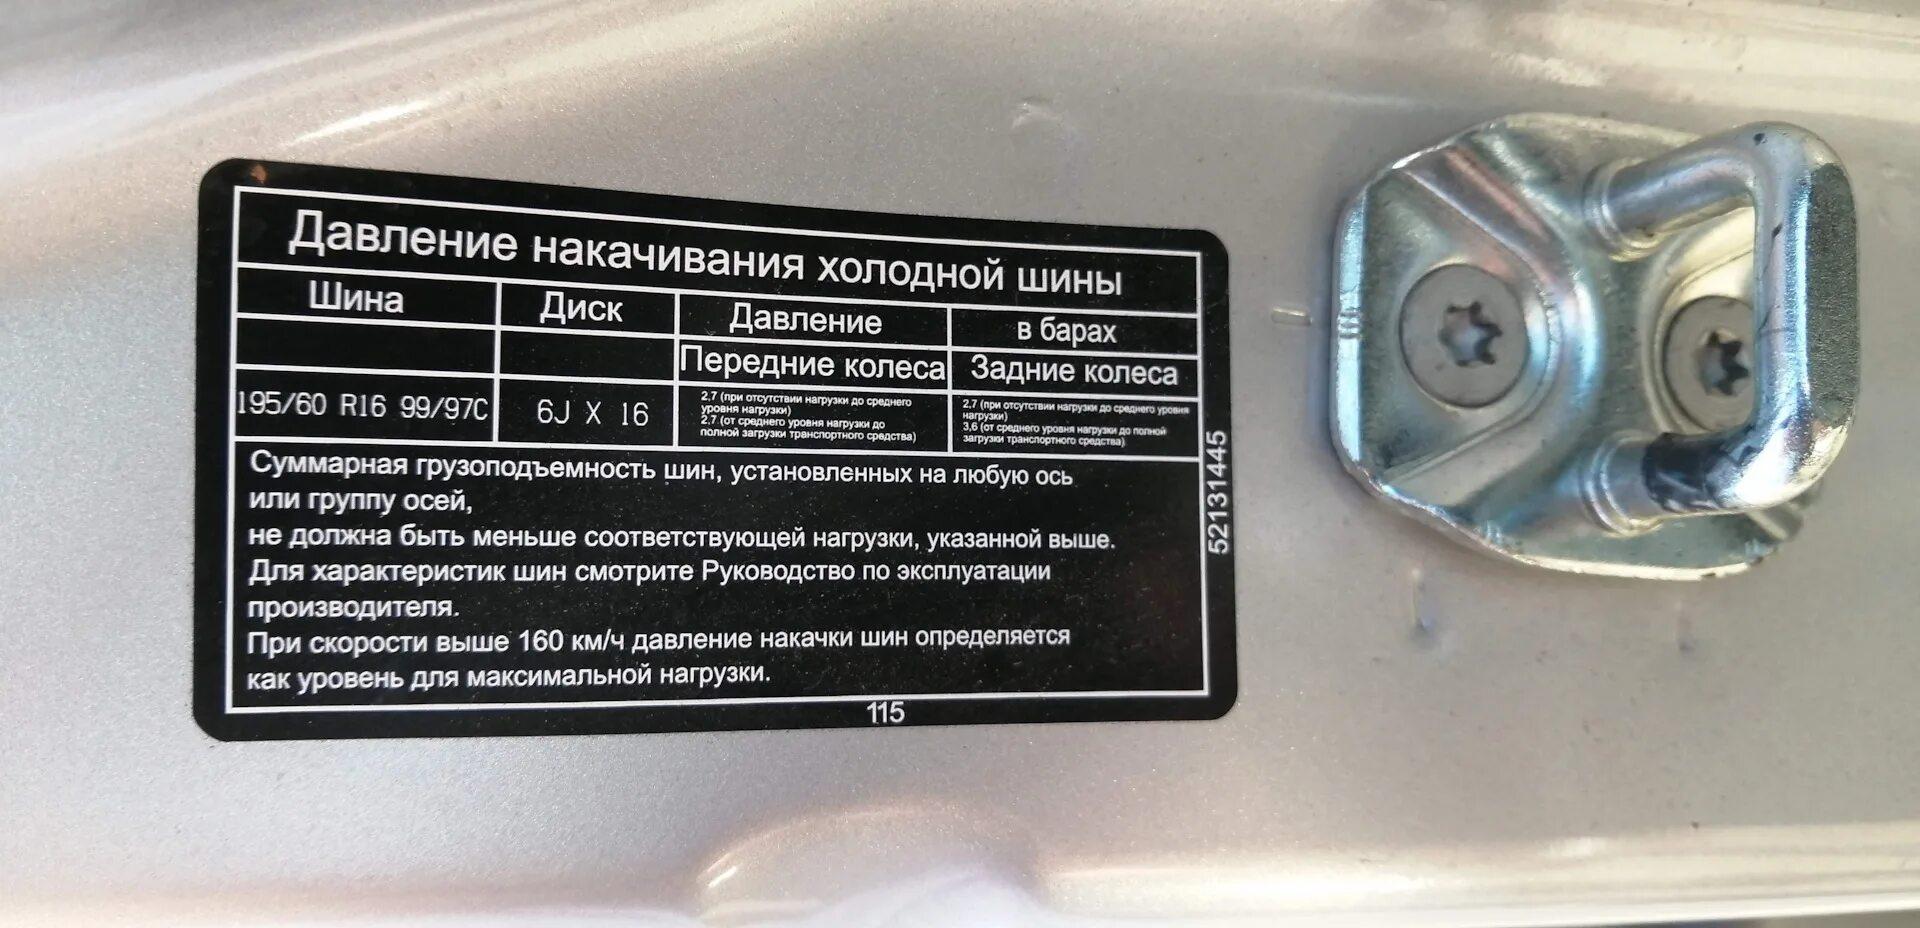 Давление накачивания холодной шины
Шина Диск Давление в барах
Передние колеса Задние колеса
195/60 R16 99/97C 6J X 16
2,7 (при отсутствии нагрузки до среднего
уровня нагрузки)
2,7 (от среднего уровня нагрузки до
полной загрузки транспортного средства)
2,7 (при отсутствии нагрузки до среднего уровня
нагрузки)
3,6 (от среднего уровня нагрузки до полной
загрузки транспортного средства)
Суммарная грузоподъемность шин, установленных на любую ось
или группу осей,
не должна быть меньше соответствующей нагрузки, указанной выше.
Для характеристик шин смотрите Руководство по эксплуатации
производителя.
При скорости выше 160 км/ч давление накачки шин определяется
как уровень для максимальной нагрузки.
115
52131445